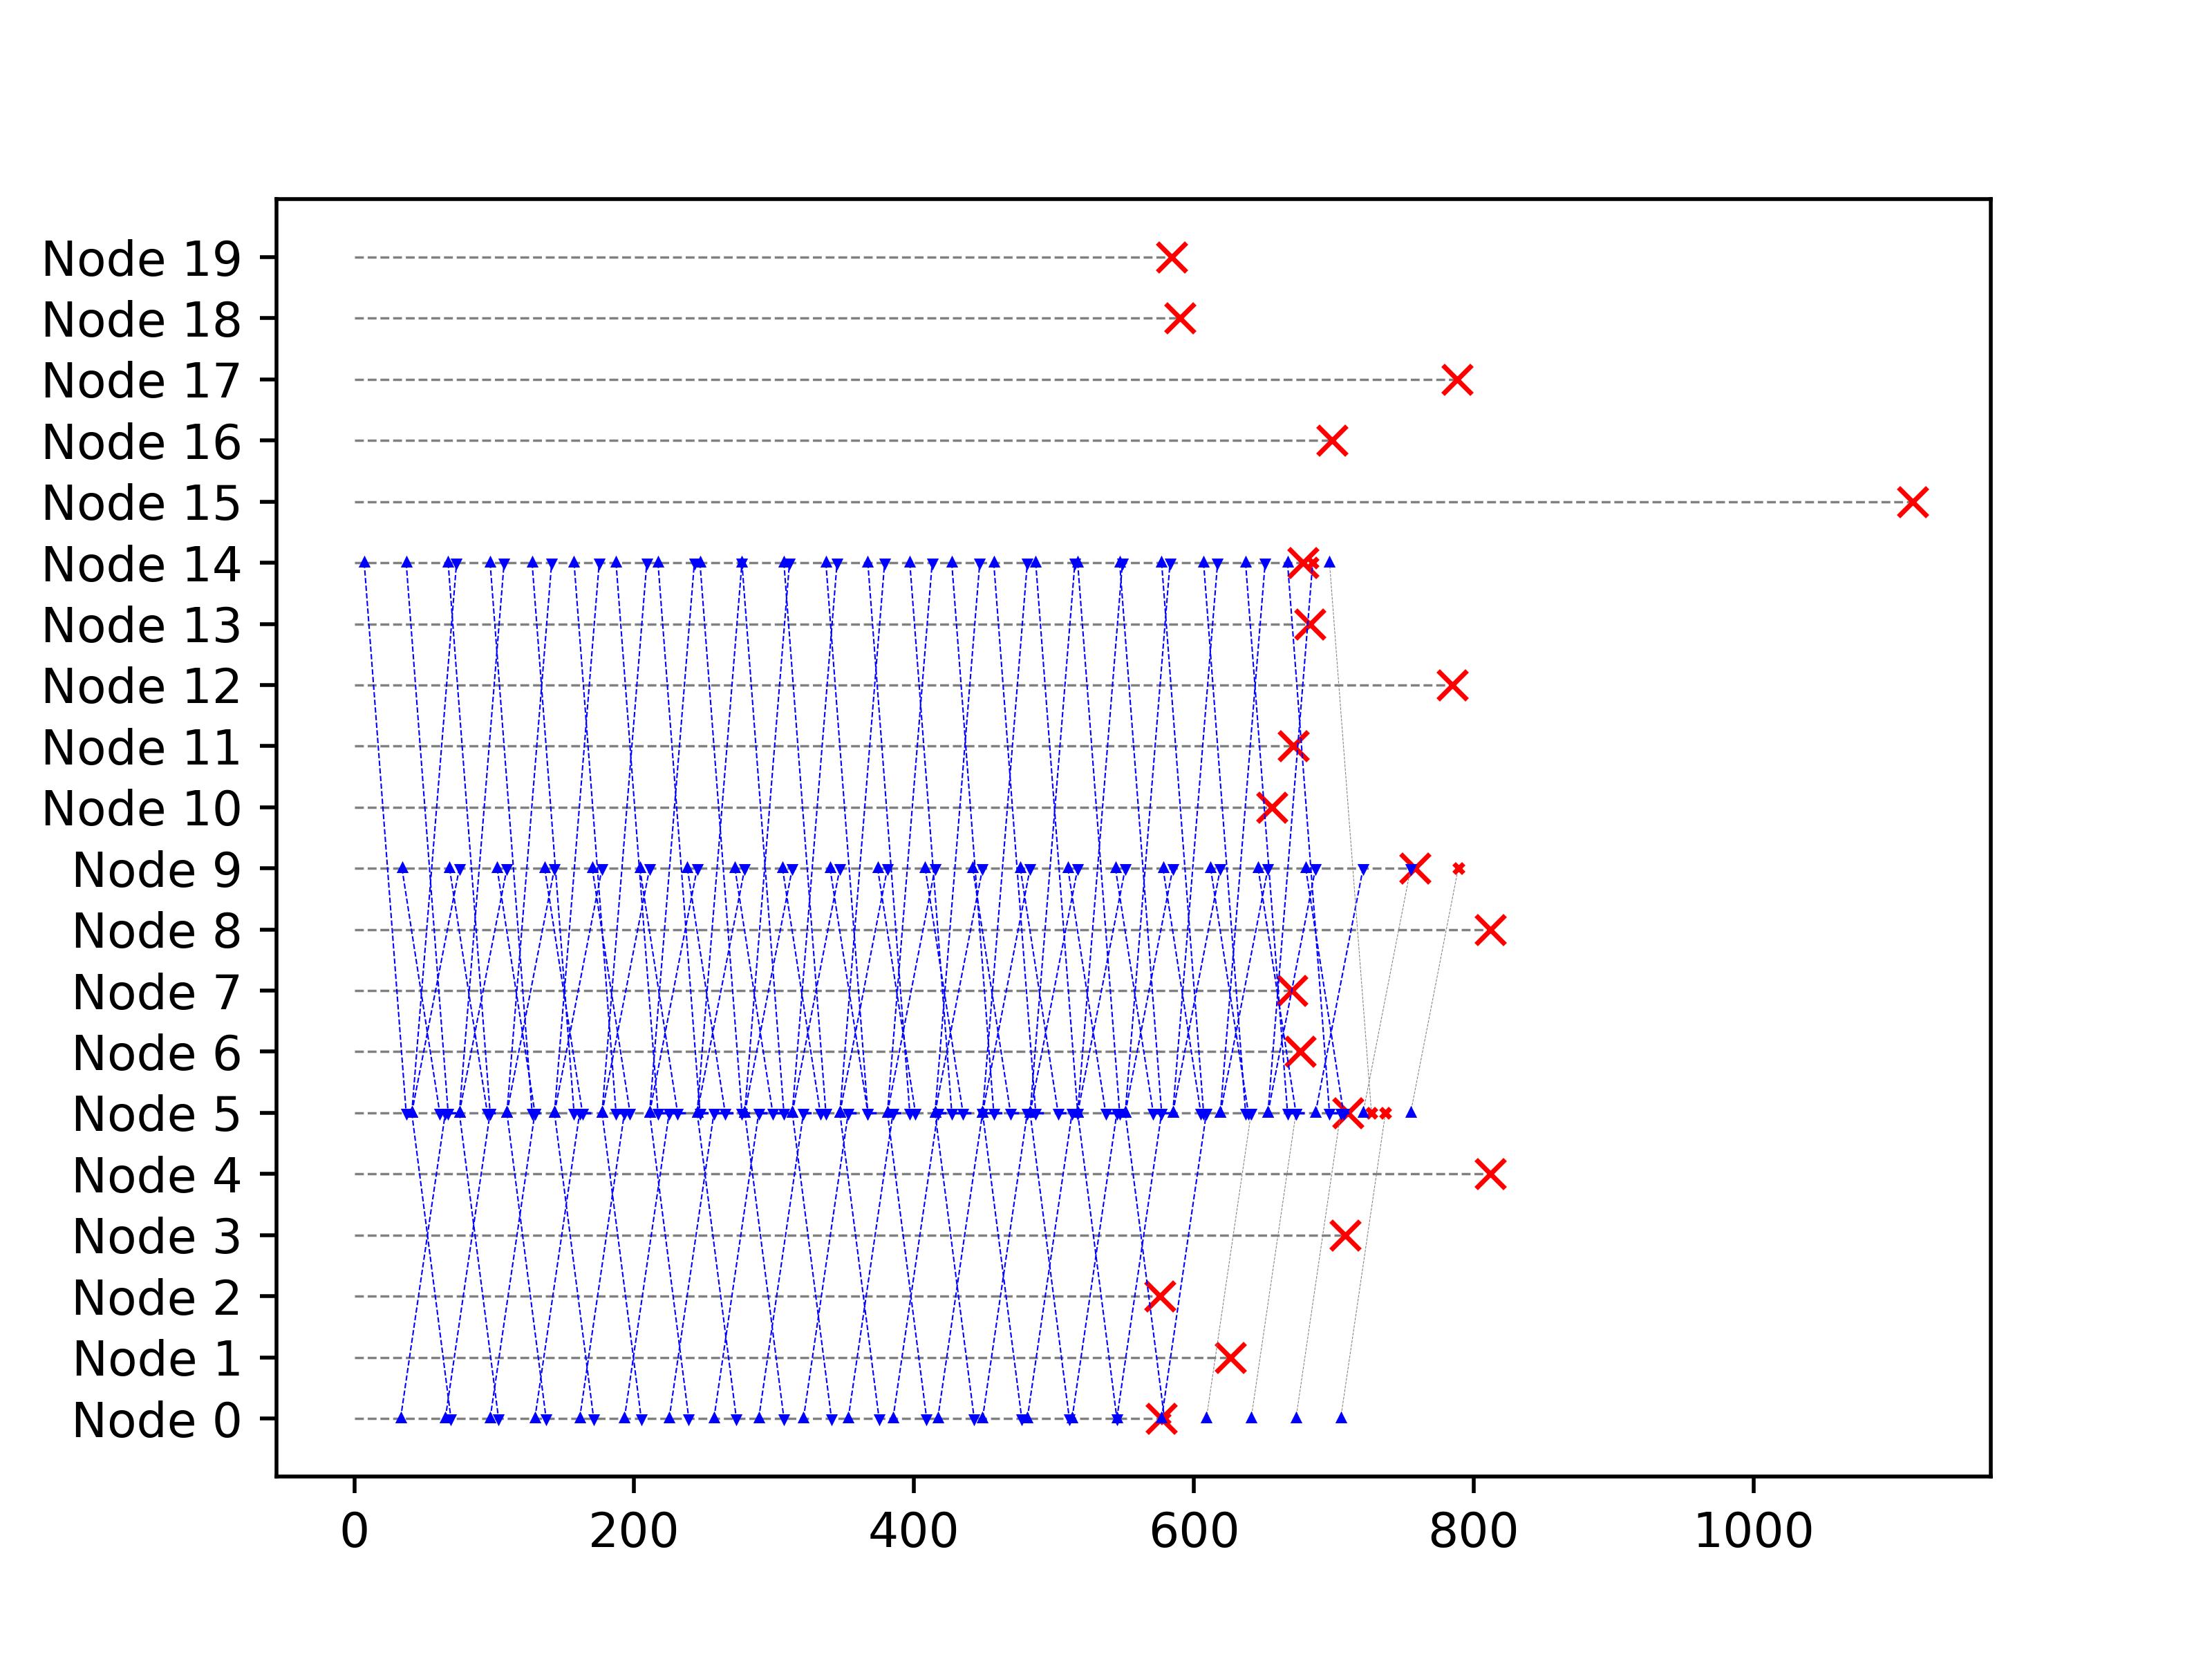 Node 19
Node 18
Node 17
Node 16
Node 15
Node 14
Node 13
Node 12
Node 11
Node 10
Node 9
Node 8
Node 7
Node 6
Node 5
Node 4
Node 3
Node 2
Node 1
Node 0
0 200 400 600 800 1000